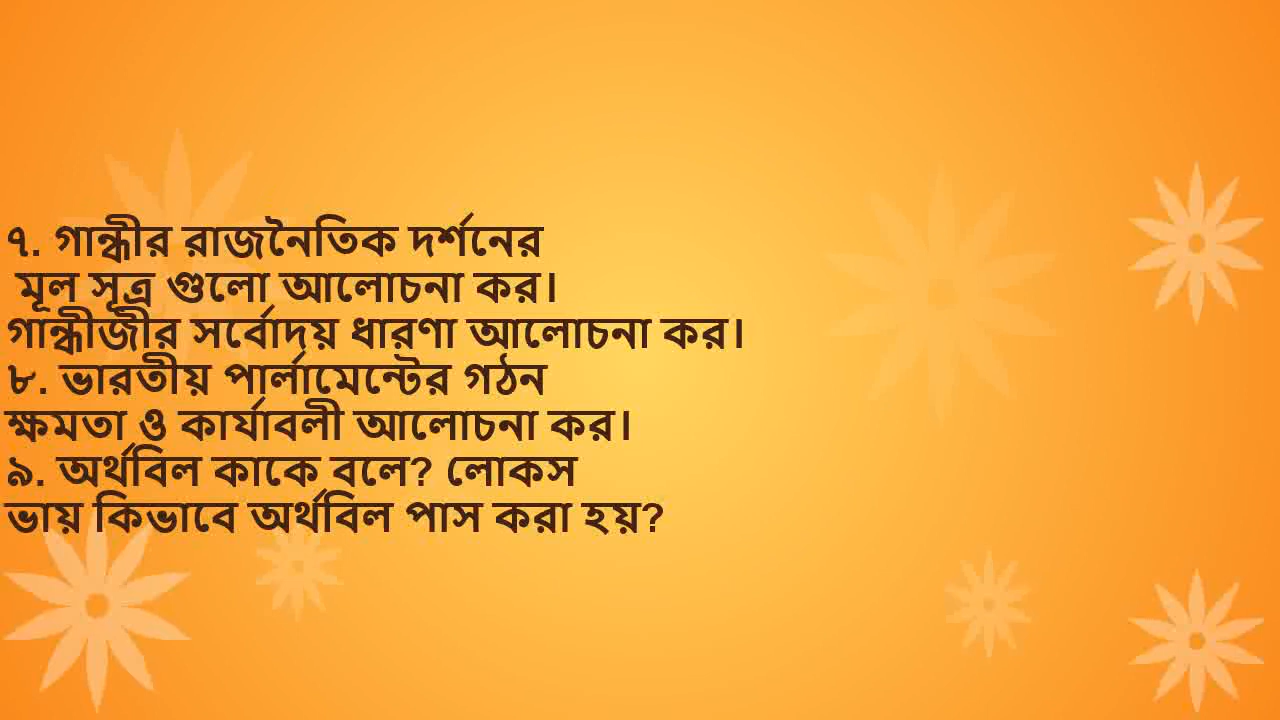 ৭. গান্ধীর রাজনৈতিক দর্শনের
মূল সূত্র গুলো আলোচনা কর।
গান্ধীজীর সর্বোদয় ধারণা আলোচনা কর।
৮. ভারতীয় পার্লামেন্টের গঠন
ক্ষমতা ও কার্যাবলী আলোচনা কর।
৯. অর্থবিল কাকে বলে? লোকস
ভায় কিভাবে অর্থবিল পাস করা হয়?